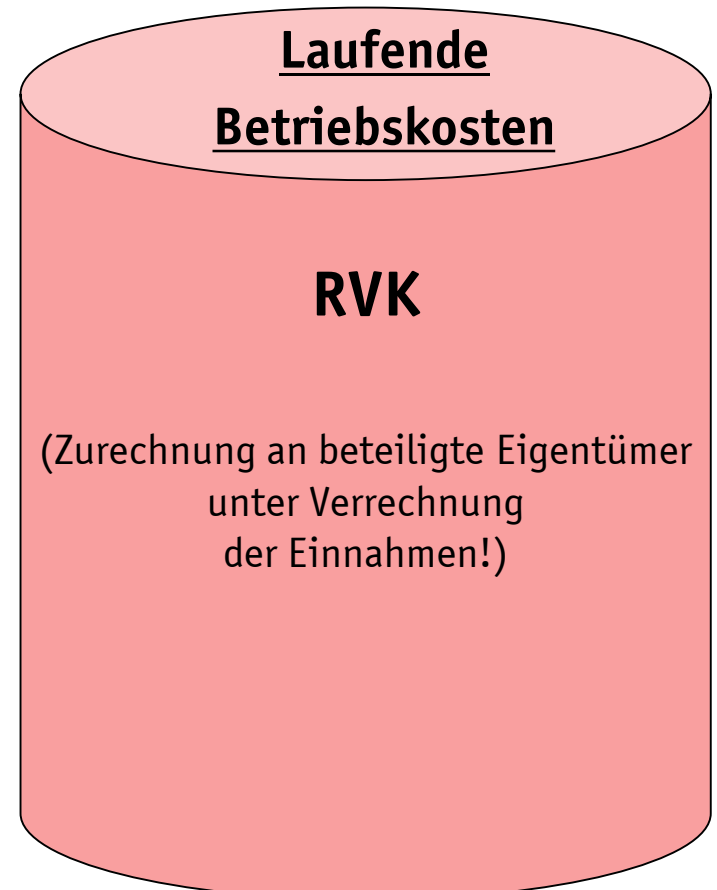 Laufende
Betriebskosten
RVK
(Zurechnung an beteiligte Eigentümer
unter Verrechnung
der Einnahmen!)